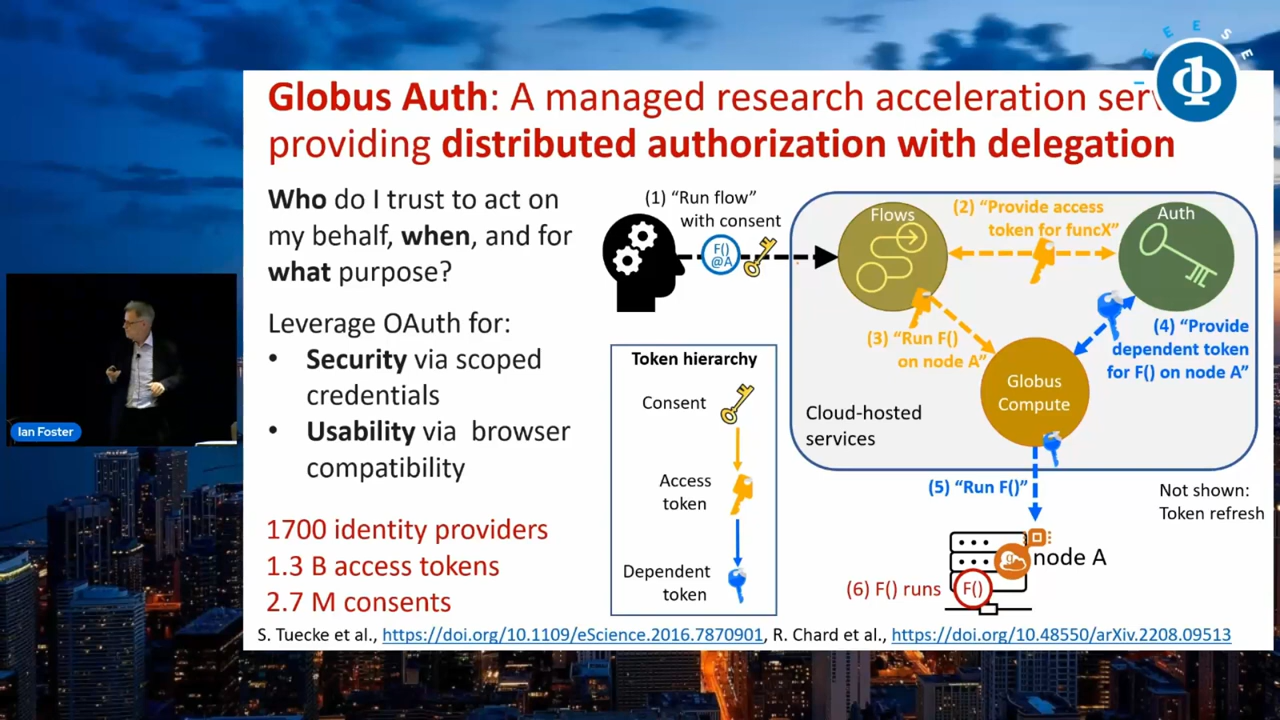 Globus Auth: A managed research acceleration
providing distributed authorization with delegation
E E S E
Who do I trust to act on
my behalf, when, and for
what purpose?
Leverage OAuth for:
• Security via scoped
credentials
• Usability via browser
compatibility
1700 identity providers
1.3 B access tokens
2.7 M consents
(1) “Run flow”
with consent
F()
@A
Flows
(2) “Provide access
token for funcX”
Auth
(3) “Run F()
on node A”
(4) “Provide
dependent token
for F() on node A”
Globus
Compute
Cloud-hosted
services
Token hierarchy
Consent
Access
token
Dependent
token
(5) “Run F()”
Not shown:
Token refresh
node A
(6) F() runs
F()
S. Tuecke et al., https://doi.org/10.1109/eScience.2016.7870901, R. Chard et al., https://doi.org/10.48550/arXiv.2208.09513
Ian Foster